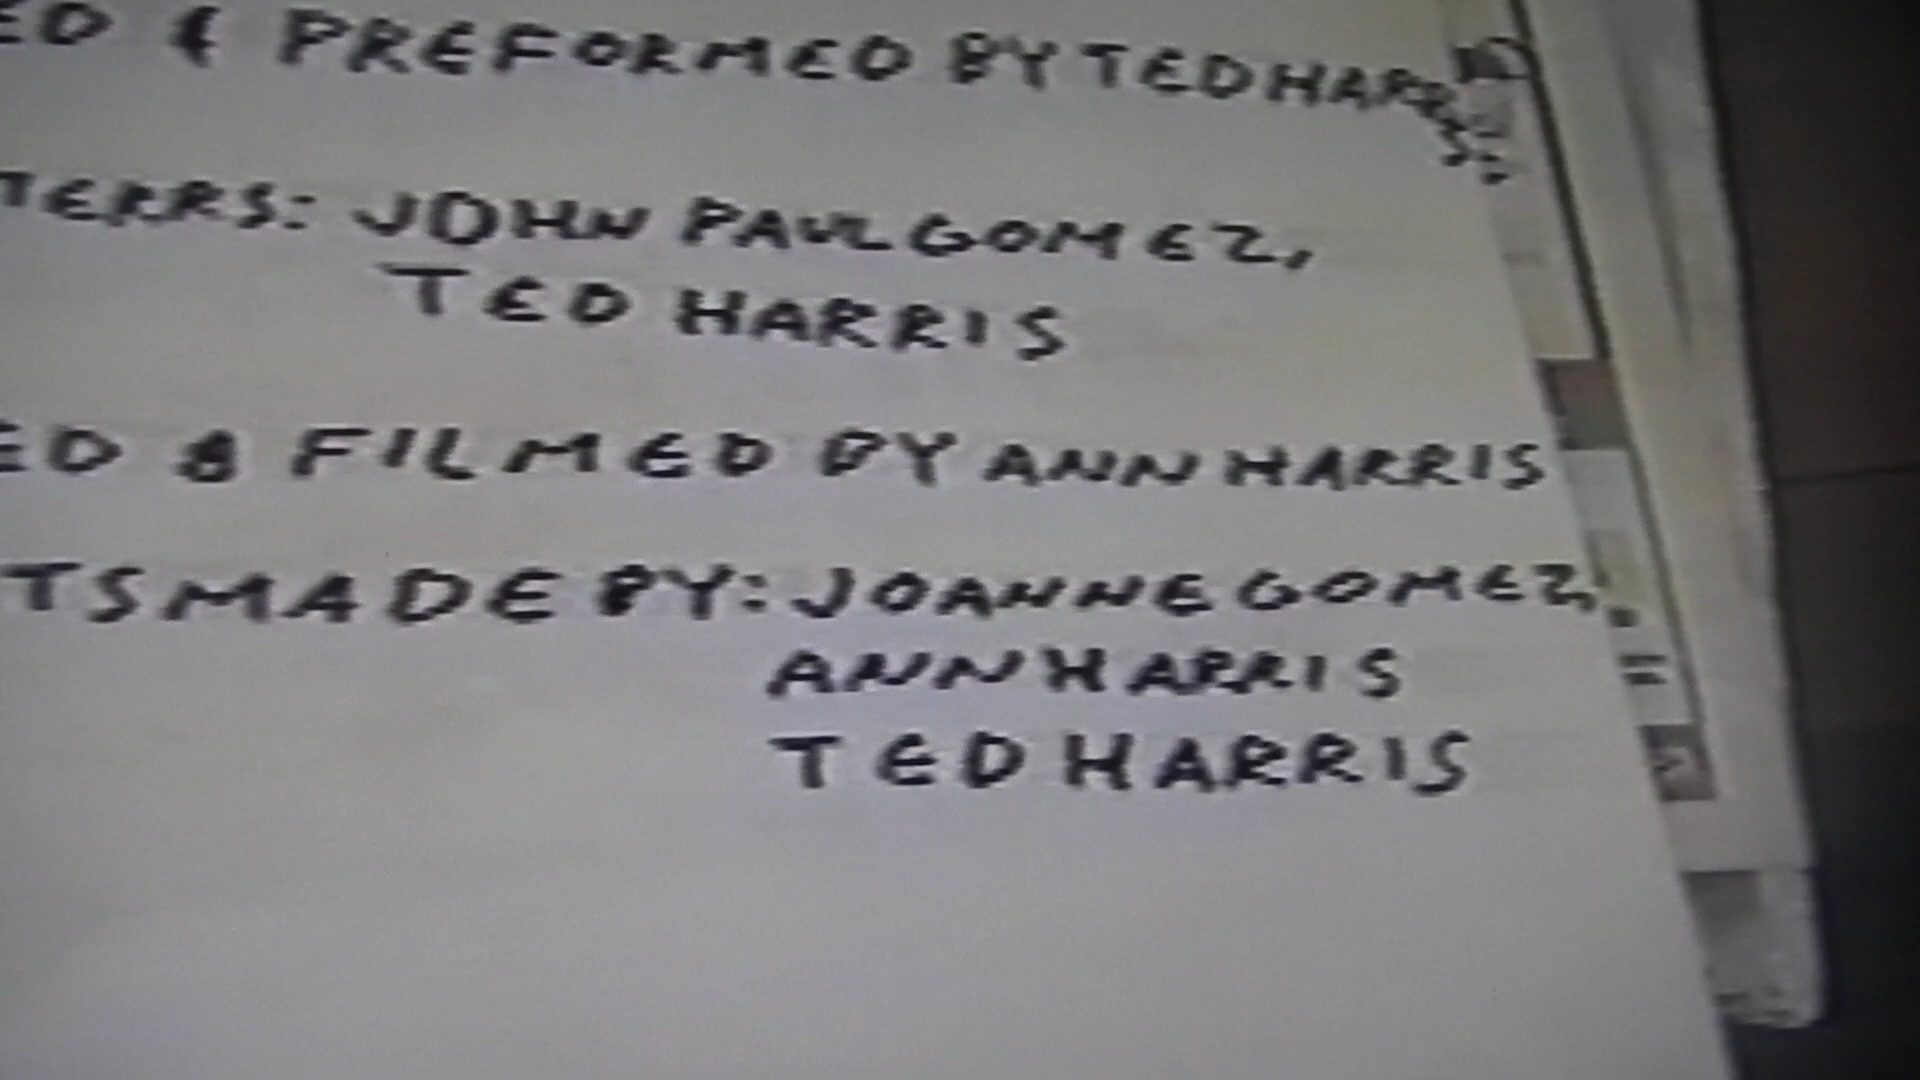 ED & PREFORMED BY TED HARRIS
TERRS: JOHN PAUL GOMEZ,
TED HARRIS
ED & FILMED BY ANN HARRIS
TS MADE BY: JOANNE GOMEZ,
ANN HARRIS
TED HARRIS